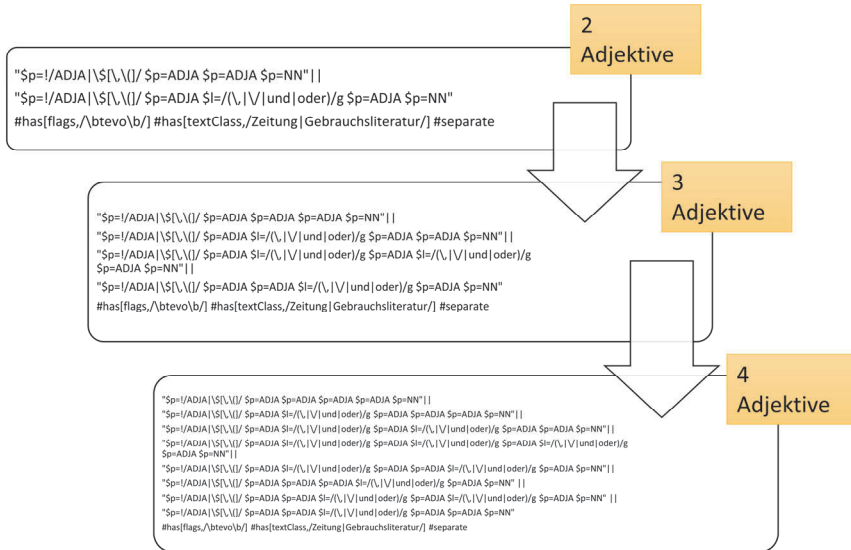 2
Adjektive
"$p=!/ADJA|\$[\,\(]/ $p=ADJA $p=ADJA $p=NN"||
"$p=!/ADJA|\$[\,\(]/ $p=ADJA $l=/(\,|\/|und|oder)/g $p=ADJA $p=NN"
#has[flags,/\btevo\b/] #has[textClass,/Zeitung|Gebrauchsliteratur/] #separate
3
Adjektive
"$p=!/ADJA|\$[\,\(]/ $p=ADJA $p=ADJA $p=ADJA $p=NN"||
"$p=!/ADJA|\$[\,\(]/ $p=ADJA $l=/(\,|\/|und|oder)/g $p=ADJA $p=ADJA $p=NN"||
"$p=!/ADJA|\$[\,\(]/ $p=ADJA $l=/(\,|\/|und|oder)/g $p=ADJA $l=/(\,|\/|und|oder)/g
$p=ADJA $p=NN"||
"$p=!/ADJA|\$[\,\(]/ $p=ADJA $p=ADJA $l=/(\,|\/|und|oder)/g $p=ADJA $p=NN"
#has[flags,/\btevo\b/] #has[textClass,/Zeitung|Gebrauchsliteratur/] #separate
4
Adjektive
"$p=!/ADJA|\$[\,\(]/ $p=ADJA $p=ADJA $p=ADJA $p=ADJA $p=NN"||
"$p=!/ADJA|\$[\,\(]/ $p=ADJA $l=/(\,|\/|und|oder)/g $p=ADJA $p=ADJA $p=ADJA $p=NN"||
"$p=!/ADJA|\$[\,\(]/ $p=ADJA $l=/(\,|\/|und|oder)/g $p=ADJA $l=/(\,|\/|und|oder)/g $p=ADJA $p=ADJA $p=NN"||
"$p=!/ADJA|\$[\,\(]/ $p=ADJA $l=/(\,|\/|und|oder)/g $p=ADJA $l=/(\,|\/|und|oder)/g $p=ADJA $l=/(\,|\/|und|oder)/g
$p=ADJA $p=NN"||
"$p=!/ADJA|\$[\,\(]/ $p=ADJA $l=/(\,|\/|und|oder)/g $p=ADJA $p=ADJA $l=/(\,|\/|und|oder)/g $p=ADJA $p=NN"||
"$p=!/ADJA|\$[\,\(]/ $p=ADJA $p=ADJA $p=ADJA $l=/(\,|\/|und|oder)/g $p=ADJA $p=NN" ||
"$p=!/ADJA|\$[\,\(]/ $p=ADJA $p=ADJA $l=/(\,|\/|und|oder)/g $p=ADJA $l=/(\,|\/|und|oder)/g $p=ADJA $p=NN" ||
"$p=!/ADJA|\$[\,\(]/ $p=ADJA $p=ADJA $l=/(\,|\/|und|oder)/g $p=ADJA $p=ADJA $p=NN"
#has[flags,/\btevo\b/] #has[textClass,/Zeitung|Gebrauchsliteratur/] #separate